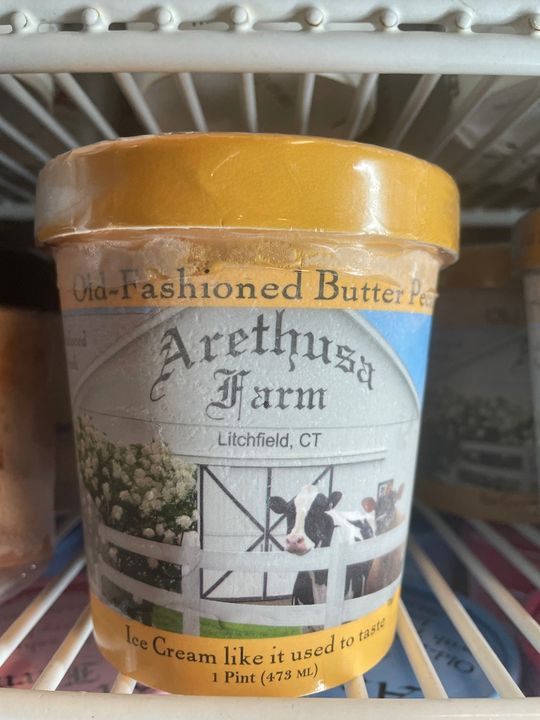 Old-Fashioned Butter
Arethusa
Farm
Litchfield, CT
Ice Cream like it used to taste
1 Pint (473 ML)